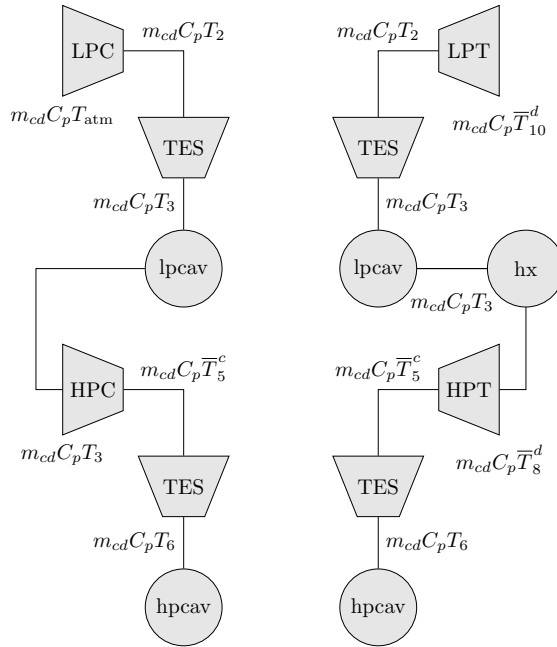 LPC
m_{cd}C_pT_2
m_{cd}C_pT_{atm}
TES
m_{cd}C_pT_3
lpcav
HPC
m_{cd}C_p\overline{T}_5^c
m_{cd}C_pT_3
TES
m_{cd}C_pT_6
hpcav
m_{cd}C_pT_2
LPT
m_{cd}C_p\overline{T}_{10}^d
TES
m_{cd}C_pT_3
lpcav
hx
m_{cd}C_pT_3
m_{cd}C_p\overline{T}_5^c
HPT
m_{cd}C_p\overline{T}_8^d
TES
m_{cd}C_pT_6
hpcav